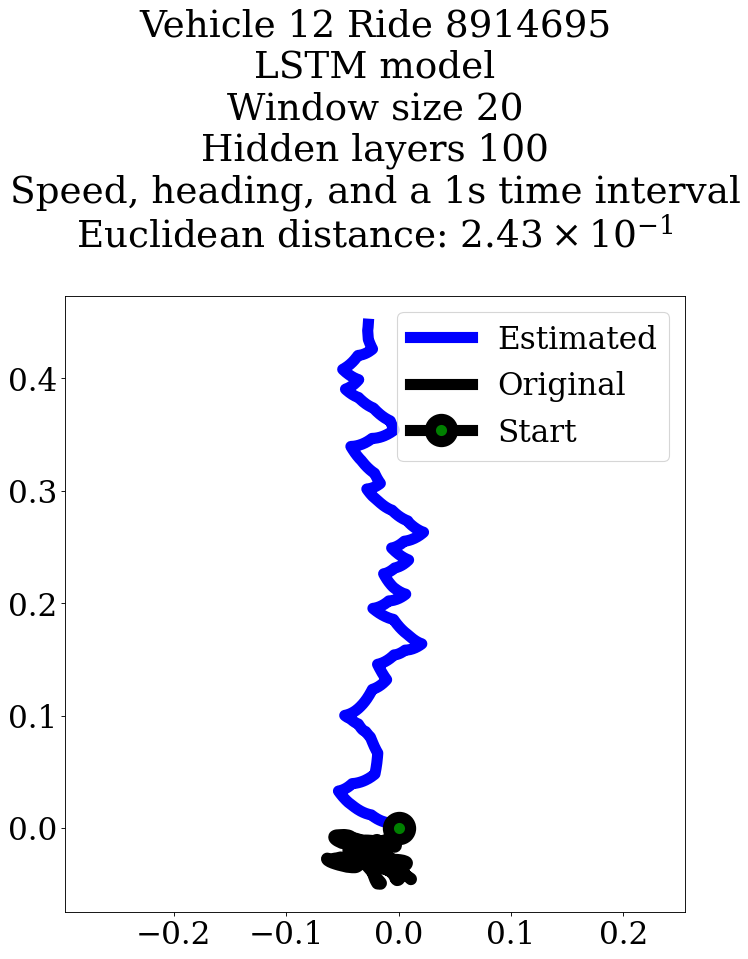 Vehicle 12 Ride 8914695
LSTM model
Window size 20
Hidden layers 100
Speed, heading, and a 1s time interval
Euclidean distance: 2.43 × 10⁻¹
Estimated
Original
Start
0.4
0.3
0.2
0.1
0.0
−0.2 −0.1 0.0 0.1 0.2